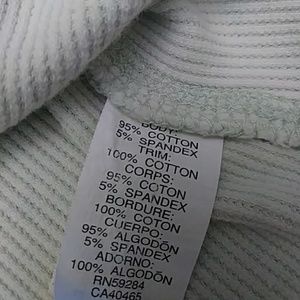 BODY:
95% COTTON
5% SPANDEX
TRIM:
100% COTTON
CORPS:
95% COTON
5% SPANDEX
BORDURE:
100% COTON
CUERPO:
95% ALGODÓN
5% SPANDEX
ADORNO:
100% ALGODÓN
RN59284
CA40465